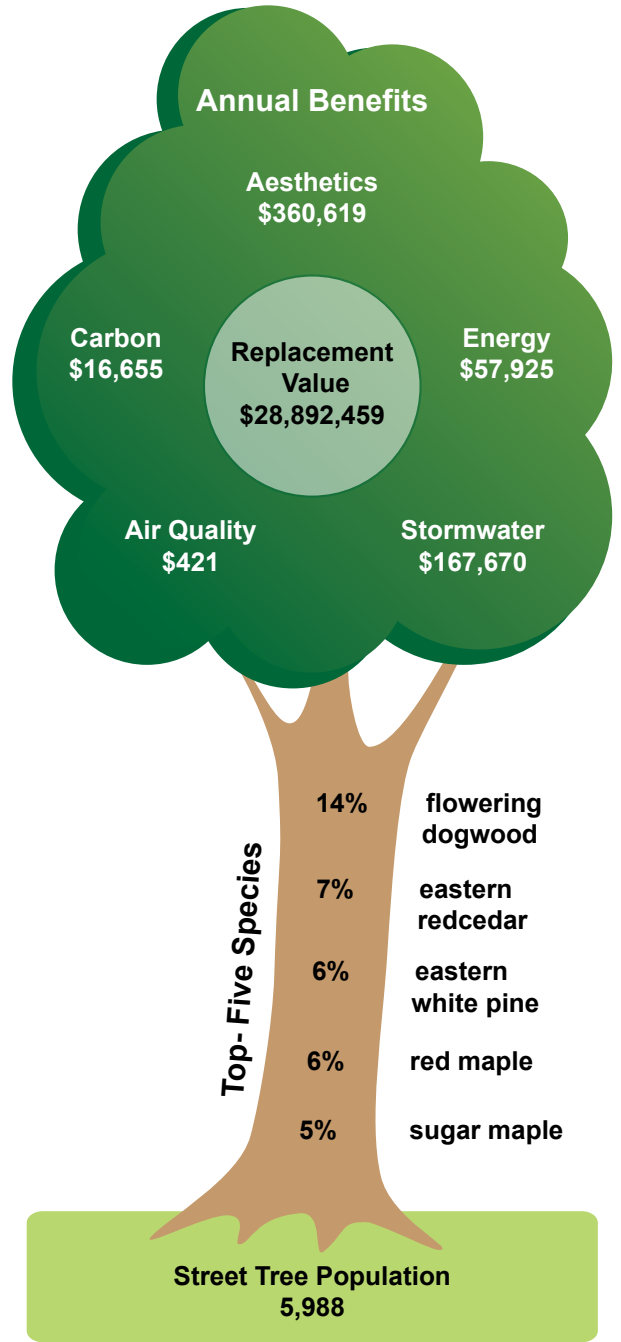 Annual Benefits
Aesthetics
$360,619
Carbon
$16,655
Replacement
Value
$28,892,459
Energy
$57,925
Air Quality
$421
Stormwater
$167,670
Top- Five Species
14% flowering
dogwood
7% eastern
redcedar
6% eastern
white pine
6% red maple
5% sugar maple
Street Tree Population
5,988